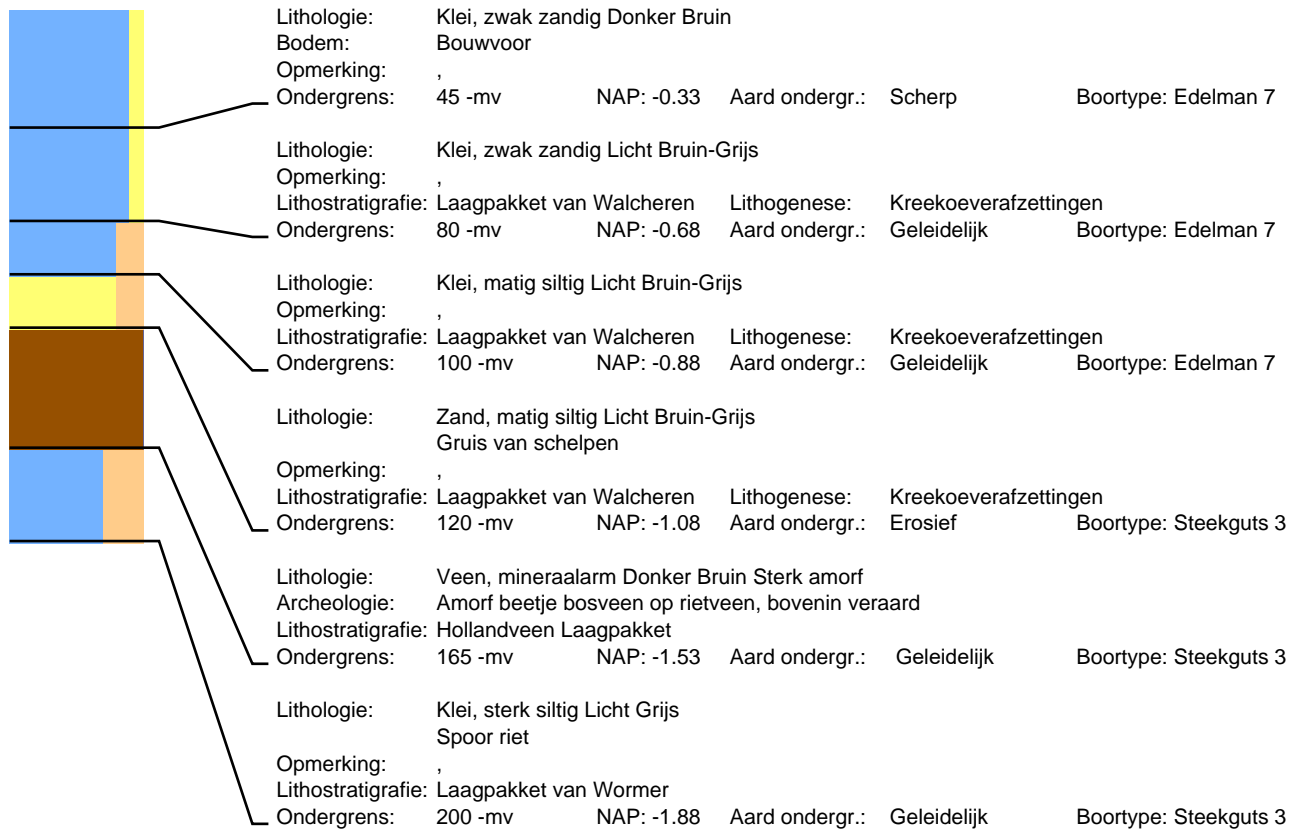 Lithologie: Klei, zwak zandig Donker Bruin
Bodem: Bouwvoor
Opmerking: ,
Ondergrens: 45 -mv NAP: -0.33 Aard ondergr.: Scherp Boortype: Edelman 7
Lithologie: Klei, zwak zandig Licht Bruin-Grijs
Opmerking: ,
Lithostratigrafie: Laagpakket van Walcheren Lithogenese: Kreekoeverafzettingen
Ondergrens: 80 -mv NAP: -0.68 Aard ondergr.: Geleidelijk Boortype: Edelman 7
Lithologie: Klei, matig siltig Licht Bruin-Grijs
Opmerking: ,
Lithostratigrafie: Laagpakket van Walcheren Lithogenese: Kreekoeverafzettingen
Ondergrens: 100 -mv NAP: -0.88 Aard ondergr.: Geleidelijk Boortype: Edelman 7
Lithologie: Zand, matig siltig Licht Bruin-Grijs
Gruis van schelpen
Opmerking: ,
Lithostratigrafie: Laagpakket van Walcheren Lithogenese: Kreekoeverafzettingen
Ondergrens: 120 -mv NAP: -1.08 Aard ondergr.: Erosief Boortype: Steekguts 3
Lithologie: Veen, mineraalarm Donker Bruin Sterk amorf
Archeologie: Amorf beetje bosveen op rietveen, bovenin veraard
Lithostratigrafie: Hollandveen Laagpakket
Ondergrens: 165 -mv NAP: -1.53 Aard ondergr.: Geleidelijk Boortype: Steekguts 3
Lithologie: Klei, sterk siltig Licht Grijs
Spoor riet
Opmerking: ,
Lithostratigrafie: Laagpakket van Wormer
Ondergrens: 200 -mv NAP: -1.88 Aard ondergr.: Geleidelijk Boortype: Steekguts 3